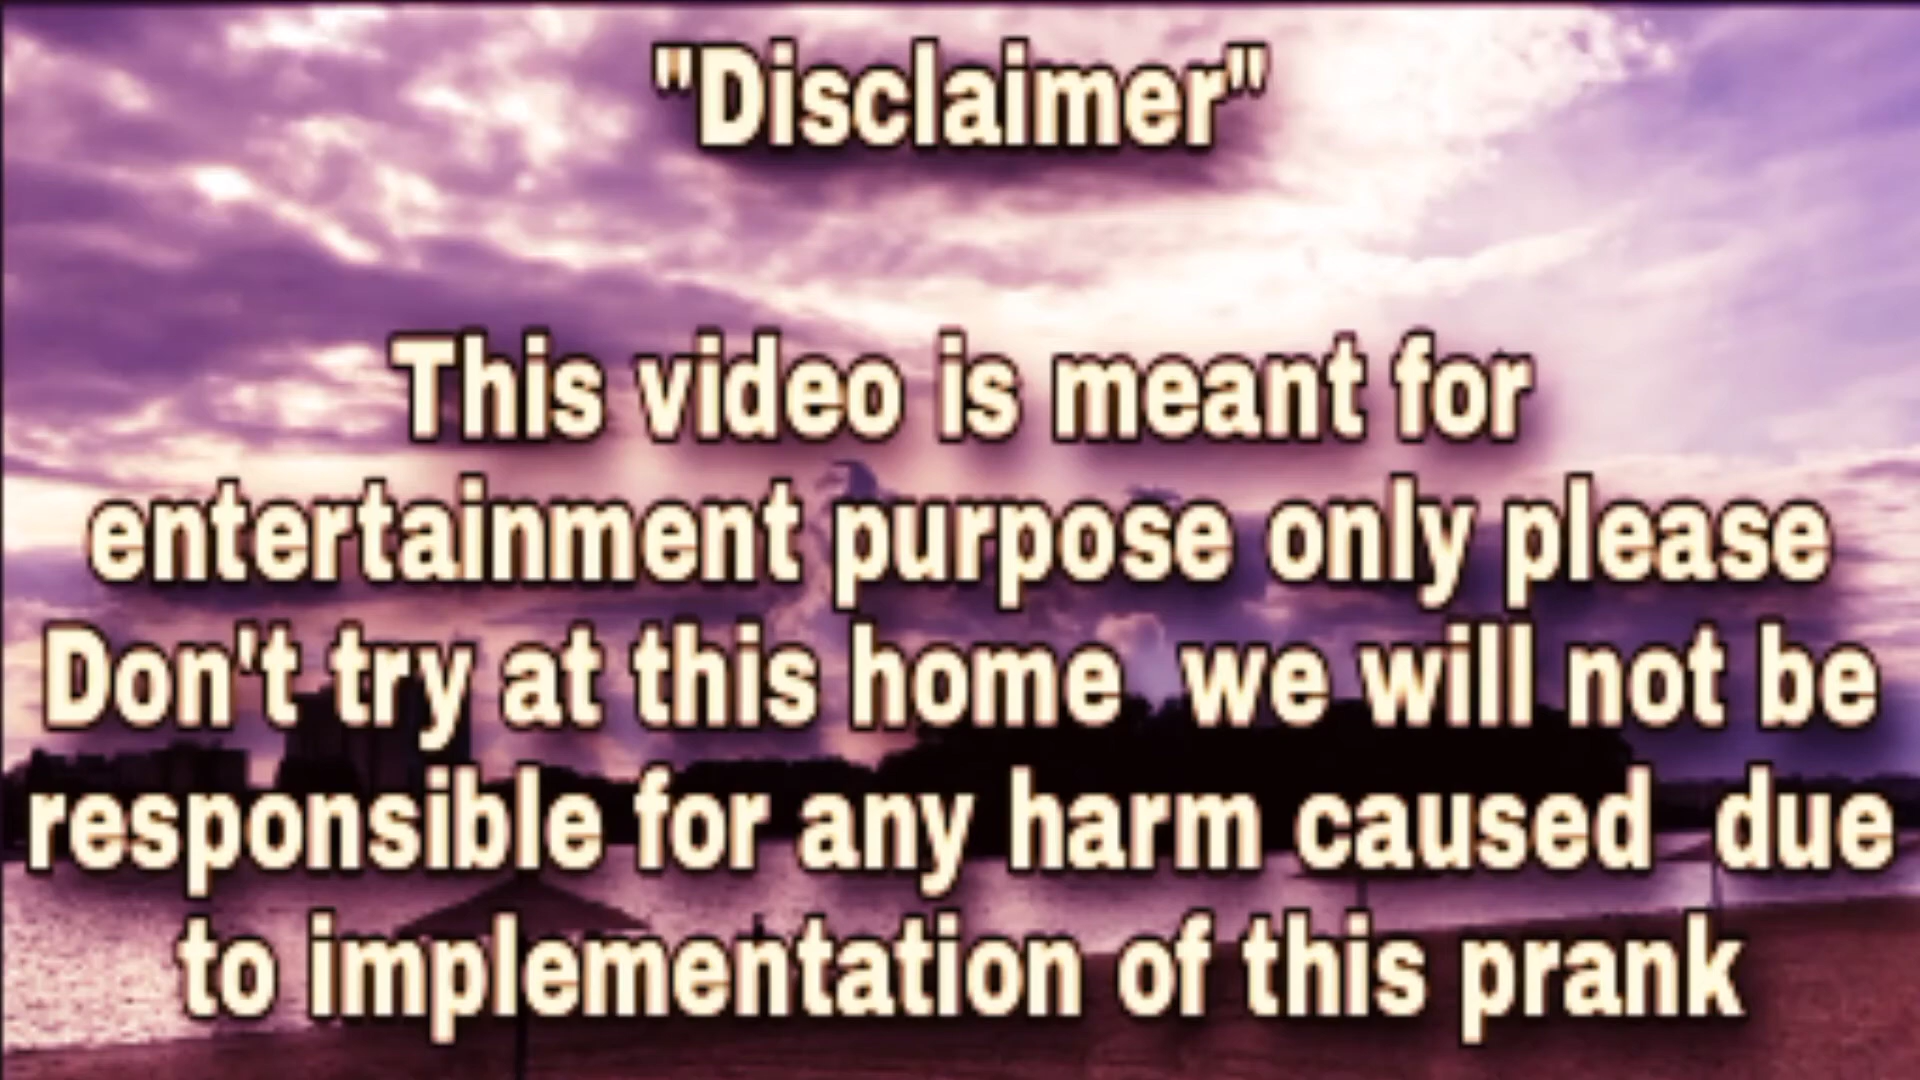 "Disclaimer"
This video is meant for
entertainment purpose only please
Don't try at this home we will not be
responsible for any harm caused due
to implementation of this prank